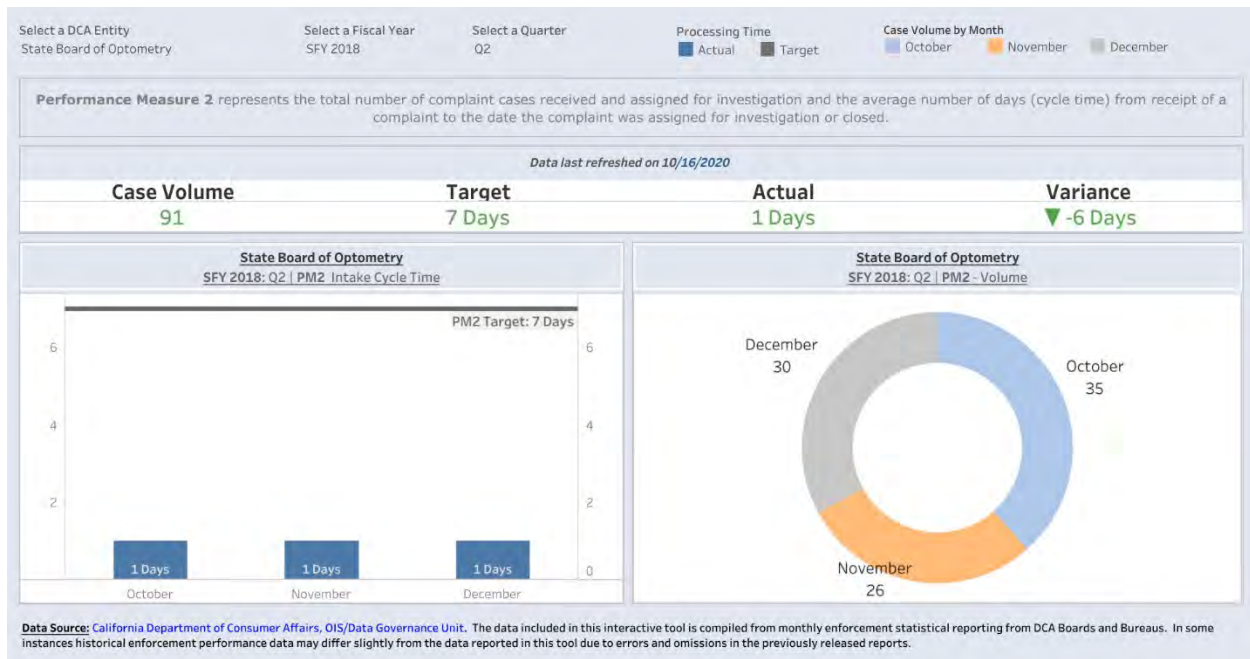 Select a DCA Entity
State Board of Optometry
Select a Fiscal Year
SFY 2018
Select a Quarter
Q2
Processing Time
Actual
Target
Case Volume by Month
October
November
December
Performance Measure 2 represents the total number of complaint cases received and assigned for investigation and the average number of days (cycle time) from receipt of a
complaint to the date the complaint was assigned for investigation or closed.
Data last refreshed on 10/16/2020
Case Volume
Target
Actual
Variance
91
7 Days
1 Days
▼ -6 Days
State Board of Optometry
SFY 2018: Q2 | PM2 Intake Cycle Time
PM2 Target: 7 Days
6
6
4
4
2
2
0
1 Days
1 Days
1 Days
October
November
December
State Board of Optometry
SFY 2018: Q2 | PM2 - Volume
December
30
October
35
November
26
Data Source: California Department of Consumer Affairs, OIS/Data Governance Unit. The data included in this interactive tool is compiled from monthly enforcement statistical reporting from DCA Boards and Bureaus. In some
instances historical enforcement performance data may differ slightly from the data reported in this tool due to errors and omissions in the previously released reports.